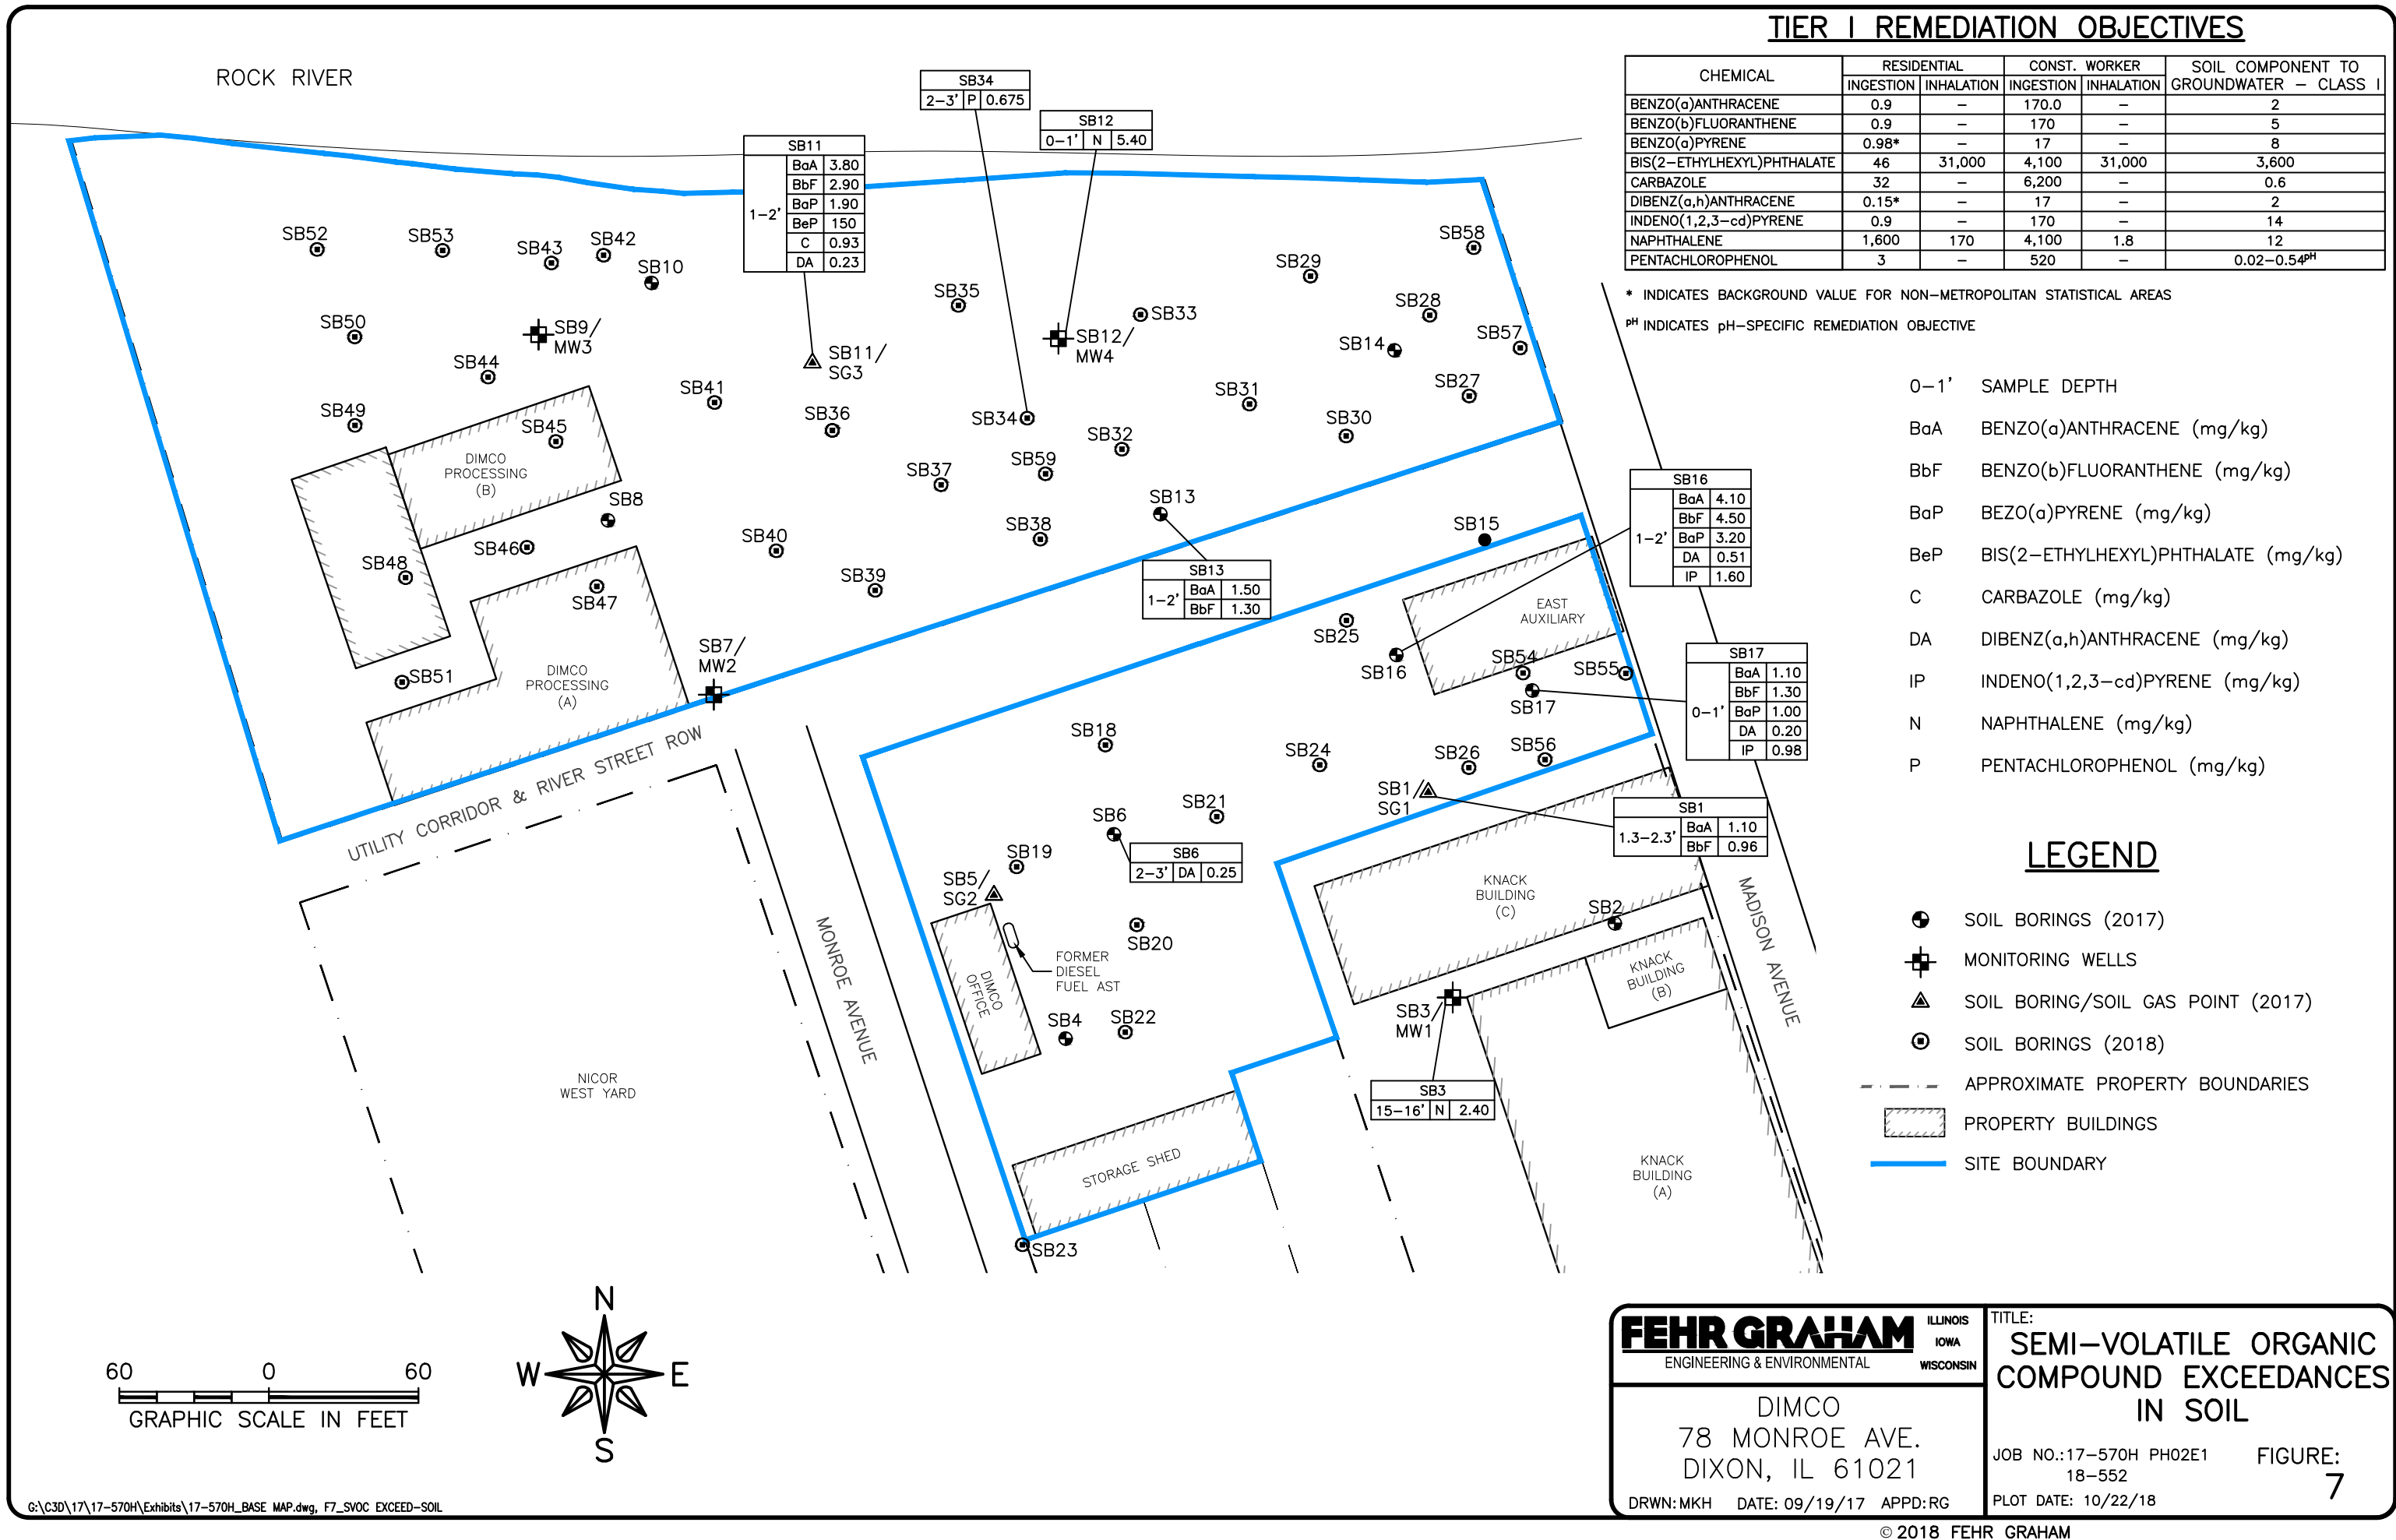 TIER I REMEDIATION OBJECTIVES
CHEMICAL RESIDENTIAL CONST. WORKER SOIL COMPONENT TO GROUNDWATER – CLASS I
INGESTION INHALATION INGESTION INHALATION
BENZO(a)ANTHRACENE 0.9 – 170.0 – 2
BENZO(b)FLUORANTHENE 0.9 – 170 – 5
BENZO(a)PYRENE 0.98* – 17 – 8
BIS(2–ETHYLHEXYL)PHTHALATE 46 31,000 4,100 31,000 3,600
CARBAZOLE 32 – 6,200 – 0.6
DIBENZ(a,h)ANTHRACENE 0.15* – 17 – 2
INDENO(1,2,3–cd)PYRENE 0.9 – 170 – 14
NAPHTHALENE 1,600 170 4,100 1.8 12
PENTACHLOROPHENOL 3 – 520 – 0.02–0.54pH
* INDICATES BACKGROUND VALUE FOR NON–METROPOLITAN STATISTICAL AREAS
pH INDICATES pH–SPECIFIC REMEDIATION OBJECTIVE
0–1' SAMPLE DEPTH
BaA BENZO(a)ANTHRACENE (mg/kg)
BbF BENZO(b)FLUORANTHENE (mg/kg)
BaP BEZO(a)PYRENE (mg/kg)
BeP BIS(2–ETHYLHEXYL)PHTHALATE (mg/kg)
C CARBAZOLE (mg/kg)
DA DIBENZ(a,h)ANTHRACENE (mg/kg)
IP INDENO(1,2,3–cd)PYRENE (mg/kg)
N NAPHTHALENE (mg/kg)
P PENTACHLOROPHENOL (mg/kg)
LEGEND
SOIL BORINGS (2017)
MONITORING WELLS
SOIL BORING/SOIL GAS POINT (2017)
SOIL BORINGS (2018)
APPROXIMATE PROPERTY BOUNDARIES
PROPERTY BUILDINGS
SITE BOUNDARY
ROCK RIVER
SB34
2–3' P 0.675
SB12
0–1' N 5.40
SB11
1–2'
BaA 3.80
BbF 2.90
BaP 1.90
BeP 150
C 0.93
DA 0.23
SB52
SB53
SB43
SB42
SB10
SB58
SB29
SB35
SB28
SB33
SB50
SB9/
MW3
SB12/
MW4
SB57
SB14
SB11/
SG3
SB44
SB41
SB31
SB27
SB49
SB36
SB34
SB30
SB45
SB32
DIMCO
PROCESSING
(B)
SB59
SB37
SB8
SB13
SB46
SB40
SB38
SB15
SB48
SB39
SB47
SB13
1–2'
BaA 1.50
BbF 1.30
SB16
1–2'
BaA 4.10
BbF 4.50
BaP 3.20
DA 0.51
IP 1.60
EAST
AUXILIARY
SB25
SB16
SB54
SB55
SB17
SB51
DIMCO
PROCESSING
(A)
SB7/
MW2
SB17
0–1'
BaA 1.10
BbF 1.30
BaP 1.00
DA 0.20
IP 0.98
UTILITY CORRIDOR & RIVER STREET ROW
SB18
SB24
SB26
SB56
SB1/
SG1
SB1
1.3–2.3'
BaA 1.10
BbF 0.96
SB21
SB6
SB6
2–3' DA 0.25
SB19
SB5/
SG2
SB20
FORMER
DIESEL
FUEL AST
DIMCO
OFFICE
SB4
SB22
KNACK
BUILDING
(C)
SB2
KNACK
BUILDING
(B)
SB3/
MW1
SB3
15–16' N 2.40
MONROE AVENUE
MADISON AVENUE
NICOR
WEST YARD
STORAGE SHED
KNACK
BUILDING
(A)
SB23
N
W E
S
60 0 60
GRAPHIC SCALE IN FEET
FEHR GRAHAM
ENGINEERING & ENVIRONMENTAL
ILLINOIS
IOWA
WISCONSIN
DIMCO
78 MONROE AVE.
DIXON, IL 61021
DRWN: MKH DATE: 09/19/17 APPD: RG
TITLE:
SEMI–VOLATILE ORGANIC
COMPOUND EXCEEDANCES
IN SOIL
JOB NO.:17–570H PH02E1
18–552
PLOT DATE: 10/22/18
FIGURE:
7
G:\C3D\17\17–570H\Exhibits\17–570H_BASE MAP.dwg, F7_SVOC EXCEED–SOIL
© 2018 FEHR GRAHAM